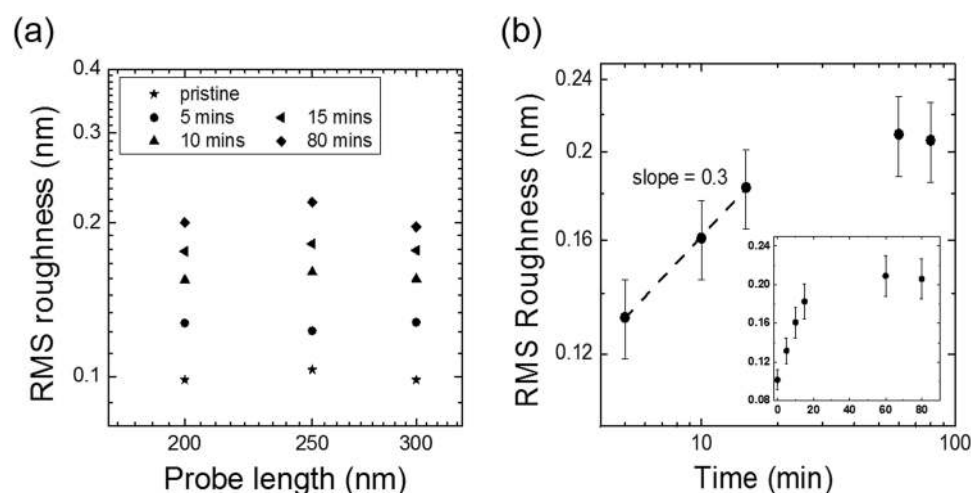 (a)
RMS roughness (nm)
0.4
0.3
0.2
0.1
pristine
5 mins
15 mins
10 mins
80 mins
200
250
300
Probe length (nm)
(b)
RMS Roughness (nm)
0.24
0.20
0.16
0.12
slope = 0.3
0.24
0.20
0.16
0.12
0.08
0 20 40 60 80
10
100
Time (min)